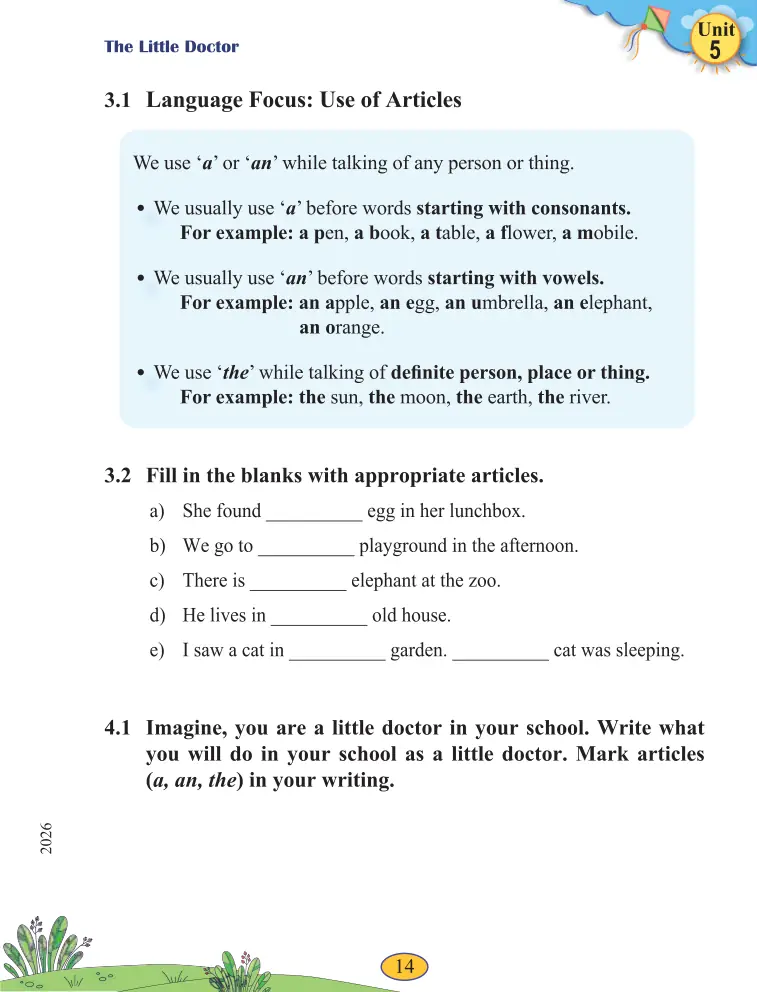 The Little Doctor
Unit
5
3.1 Language Focus: Use of Articles
We use ‘a’ or ‘an’ while talking of any person or thing.
• We usually use ‘a’ before words starting with consonants.
For example: a pen, a book, a table, a flower, a mobile.
• We usually use ‘an’ before words starting with vowels.
For example: an apple, an egg, an umbrella, an elephant,
an orange.
• We use ‘the’ while talking of definite person, place or thing.
For example: the sun, the moon, the earth, the river.
3.2 Fill in the blanks with appropriate articles.
a) She found __________ egg in her lunchbox.
b) We go to __________ playground in the afternoon.
c) There is __________ elephant at the zoo.
d) He lives in __________ old house.
e) I saw a cat in __________ garden. __________ cat was sleeping.
4.1 Imagine, you are a little doctor in your school. Write what
you will do in your school as a little doctor. Mark articles
(a, an, the) in your writing.
2026
14